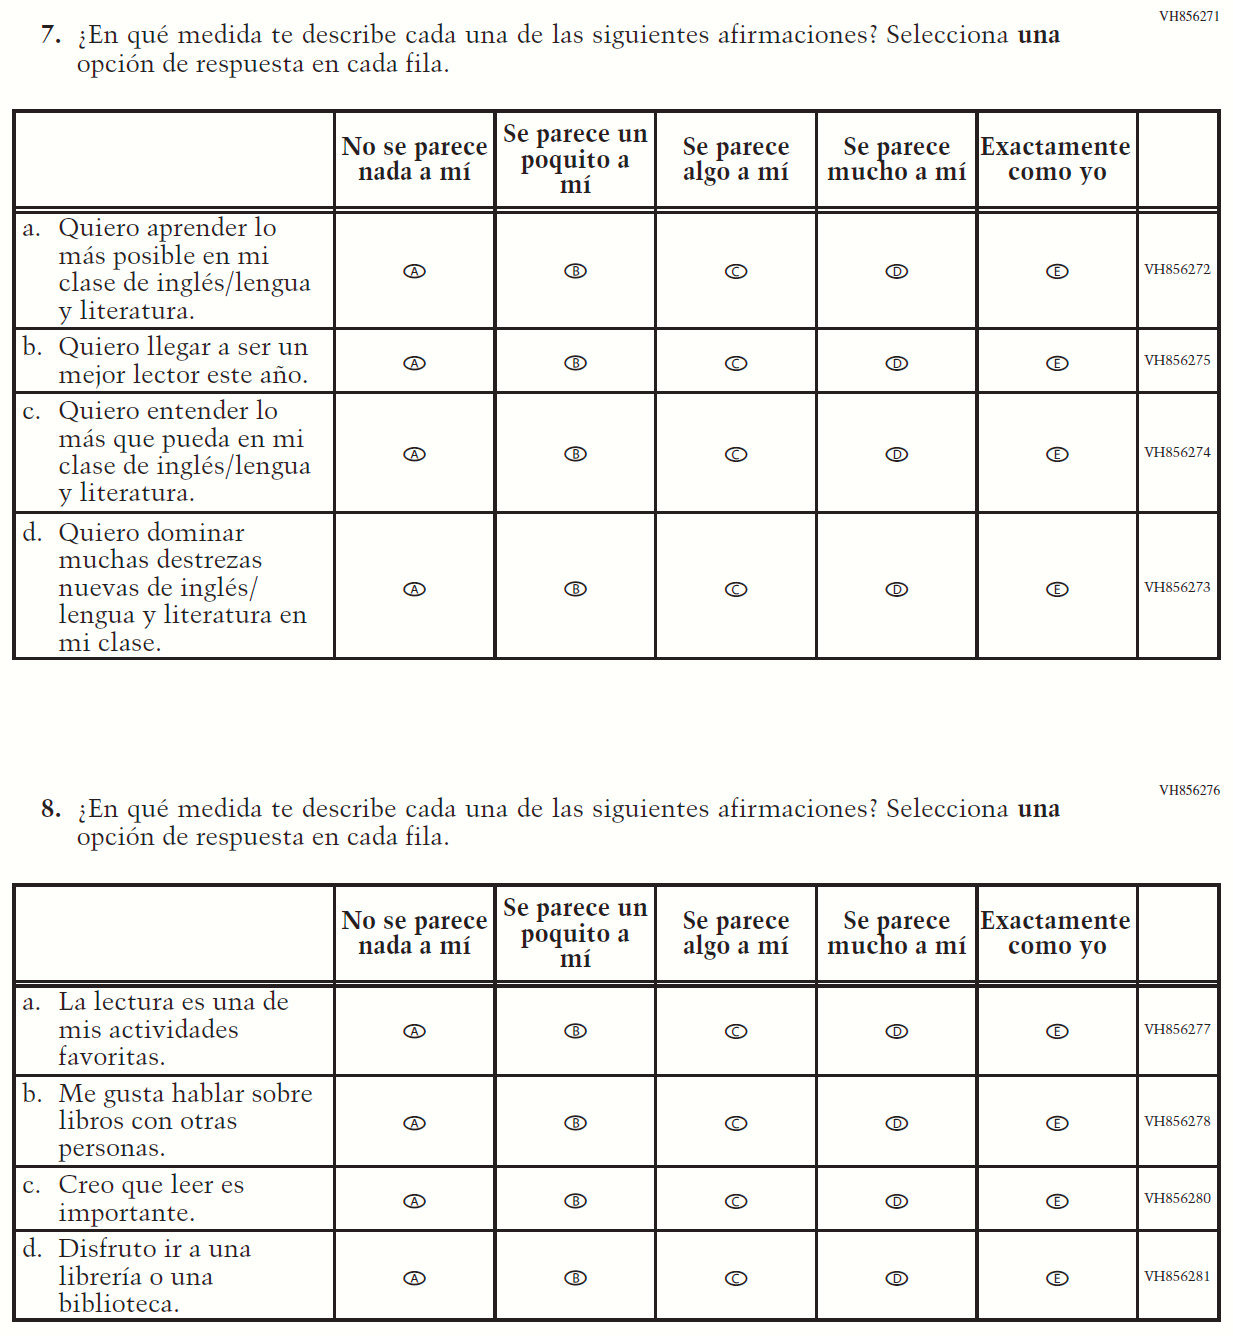 VH856271
7. ¿En qué medida te describe cada una de las siguientes afirmaciones? Selecciona una
opción de respuesta en cada fila.
No se parece
nada a mí
Se parece un
poquito a
mí
Se parece
algo a mí
Se parece
mucho a mí
Exactamente
como yo
a. Quiero aprender lo
más posible en mi
clase de inglés/lengua
y literatura.
A B C D E VH856272
b. Quiero llegar a ser un
mejor lector este año.
A B C D E VH856275
c. Quiero entender lo
más que pueda en mi
clase de inglés/lengua
y literatura.
A B C D E VH856274
d. Quiero dominar
muchas destrezas
nuevas de inglés/
lengua y literatura en
mi clase.
A B C D E VH856273
VH856276
8. ¿En qué medida te describe cada una de las siguientes afirmaciones? Selecciona una
opción de respuesta en cada fila.
No se parece
nada a mí
Se parece un
poquito a
mí
Se parece
algo a mí
Se parece
mucho a mí
Exactamente
como yo
a. La lectura es una de
mis actividades
favoritas.
A B C D E VH856277
b. Me gusta hablar sobre
libros con otras
personas.
A B C D E VH856278
c. Creo que leer es
importante.
A B C D E VH856280
d. Disfruto ir a una
librería o una
biblioteca.
A B C D E VH856281